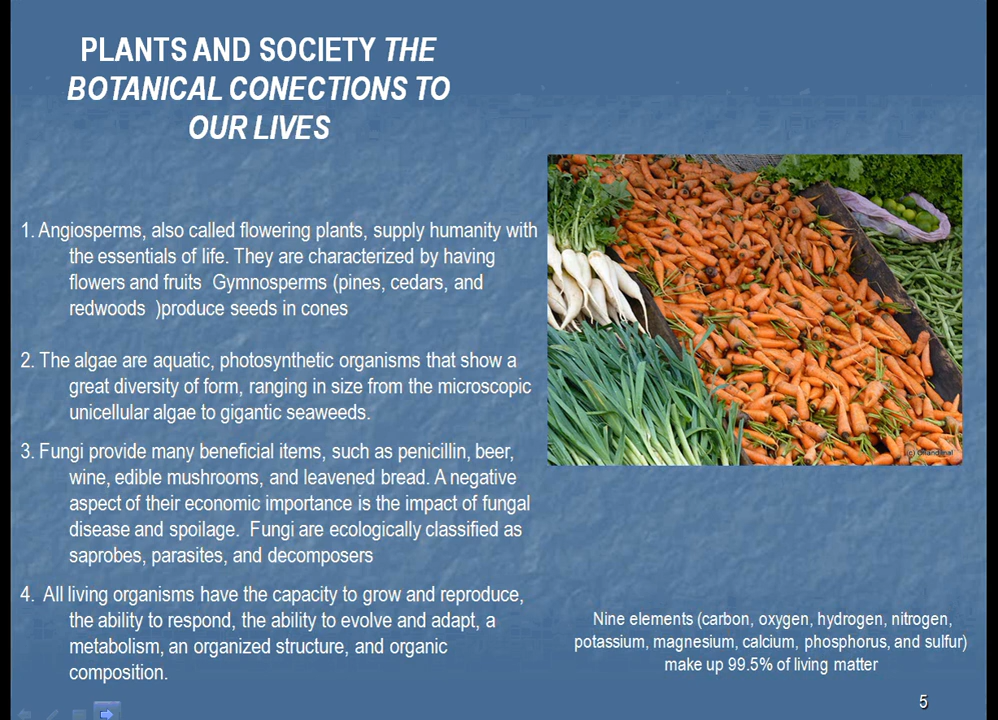 PLANTS AND SOCIETY THE
BOTANICAL CONECTIONS TO
OUR LIVES
1. Angiosperms, also called flowering plants, supply humanity with
the essentials of life. They are characterized by having
flowers and fruits  Gymnosperms (pines, cedars, and
redwoods  )produce seeds in cones
2. The algae are aquatic, photosynthetic organisms that show a
great diversity of form, ranging in size from the microscopic
unicellular algae to gigantic seaweeds.
3. Fungi provide many beneficial items, such as penicillin, beer,
wine, edible mushrooms, and leavened bread. A negative
aspect of their economic importance is the impact of fungal
disease and spoilage.  Fungi are ecologically classified as
saprobes, parasites, and decomposers
4.  All living organisms have the capacity to grow and reproduce,
the ability to respond, the ability to evolve and adapt, a
metabolism, an organized structure, and organic
composition.
Nine elements (carbon, oxygen, hydrogen, nitrogen,
potassium, magnesium, calcium, phosphorus, and sulfur)
make up 99.5% of living matter
5